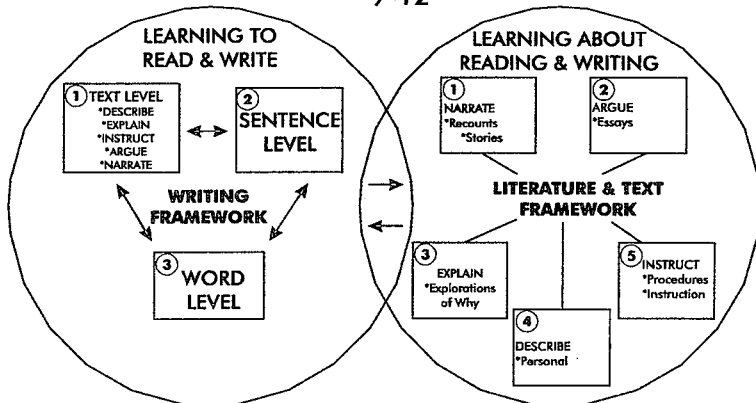 LEARNING TO
READ & WRITE
1 TEXT LEVEL
*DESCRIBE
*EXPLAIN
*INSTRUCT
*ARGUE
*NARRATE
2
SENTENCE
LEVEL
WRITING
FRAMEWORK
3
WORD
LEVEL
LEARNING ABOUT
READING & WRITING
1
NARRATE
*Recounts
*Stories
2
ARGUE
*Essays
LITERATURE & TEXT
FRAMEWORK
3
EXPLAIN
*Explorations
of Why
4
DESCRIBE
*Personal
5
INSTRUCT
*Procedures
*Instruction